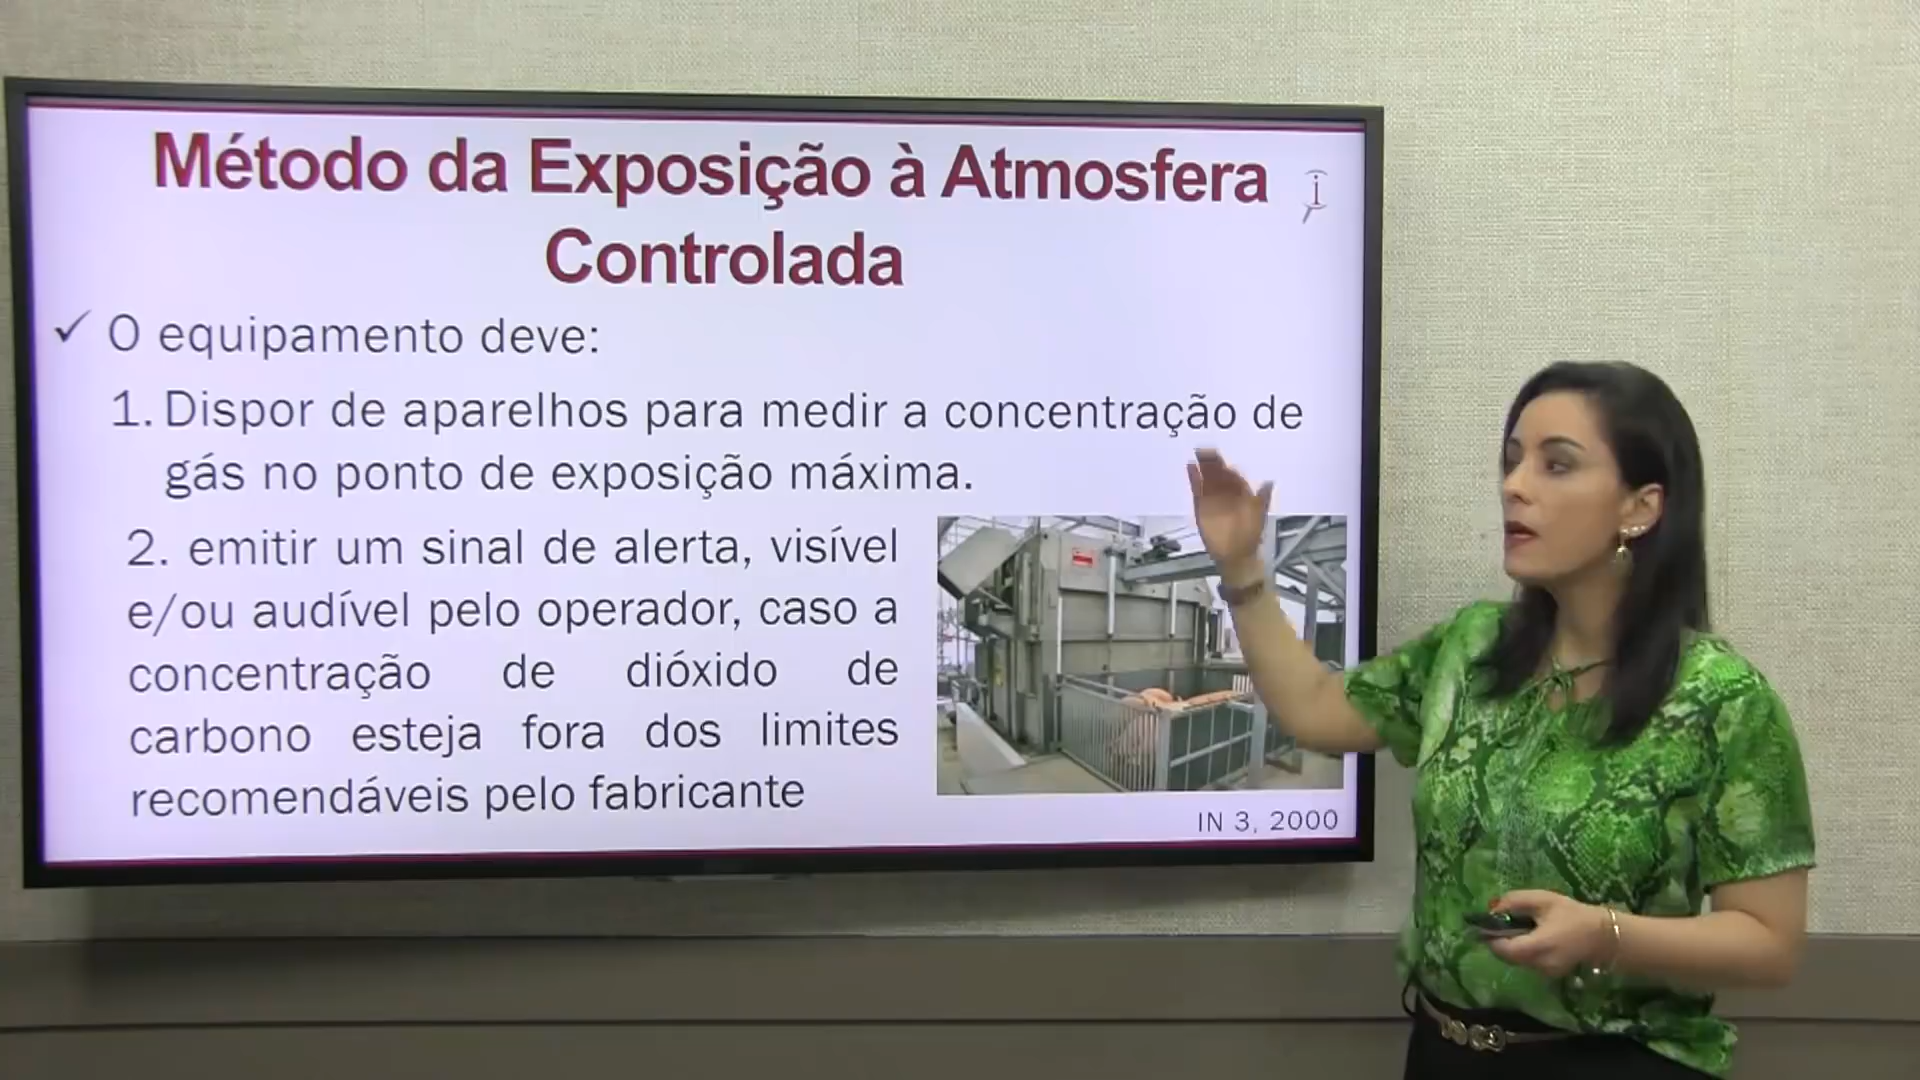 Método da Exposição à Atmosfera
Controlada
✓ O equipamento deve:
1. Dispor de aparelhos para medir a concentração de
gás no ponto de exposição máxima.
2. emitir um sinal de alerta, visível
e/ou audível pelo operador, caso a
concentração de dióxido de
carbono esteja fora dos limites
recomendáveis pelo fabricante
IN 3, 2000